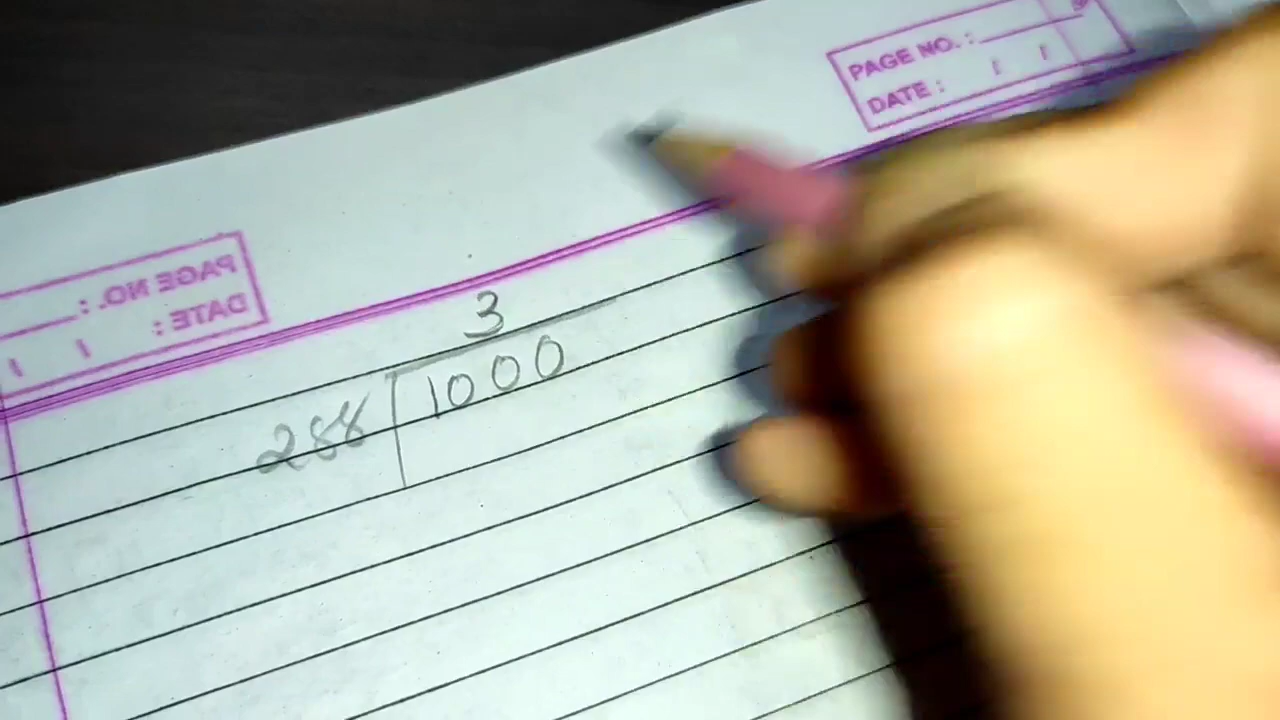 PAGE NO. :
DATE :
PAGE NO. :
DATE :
3
288 1000